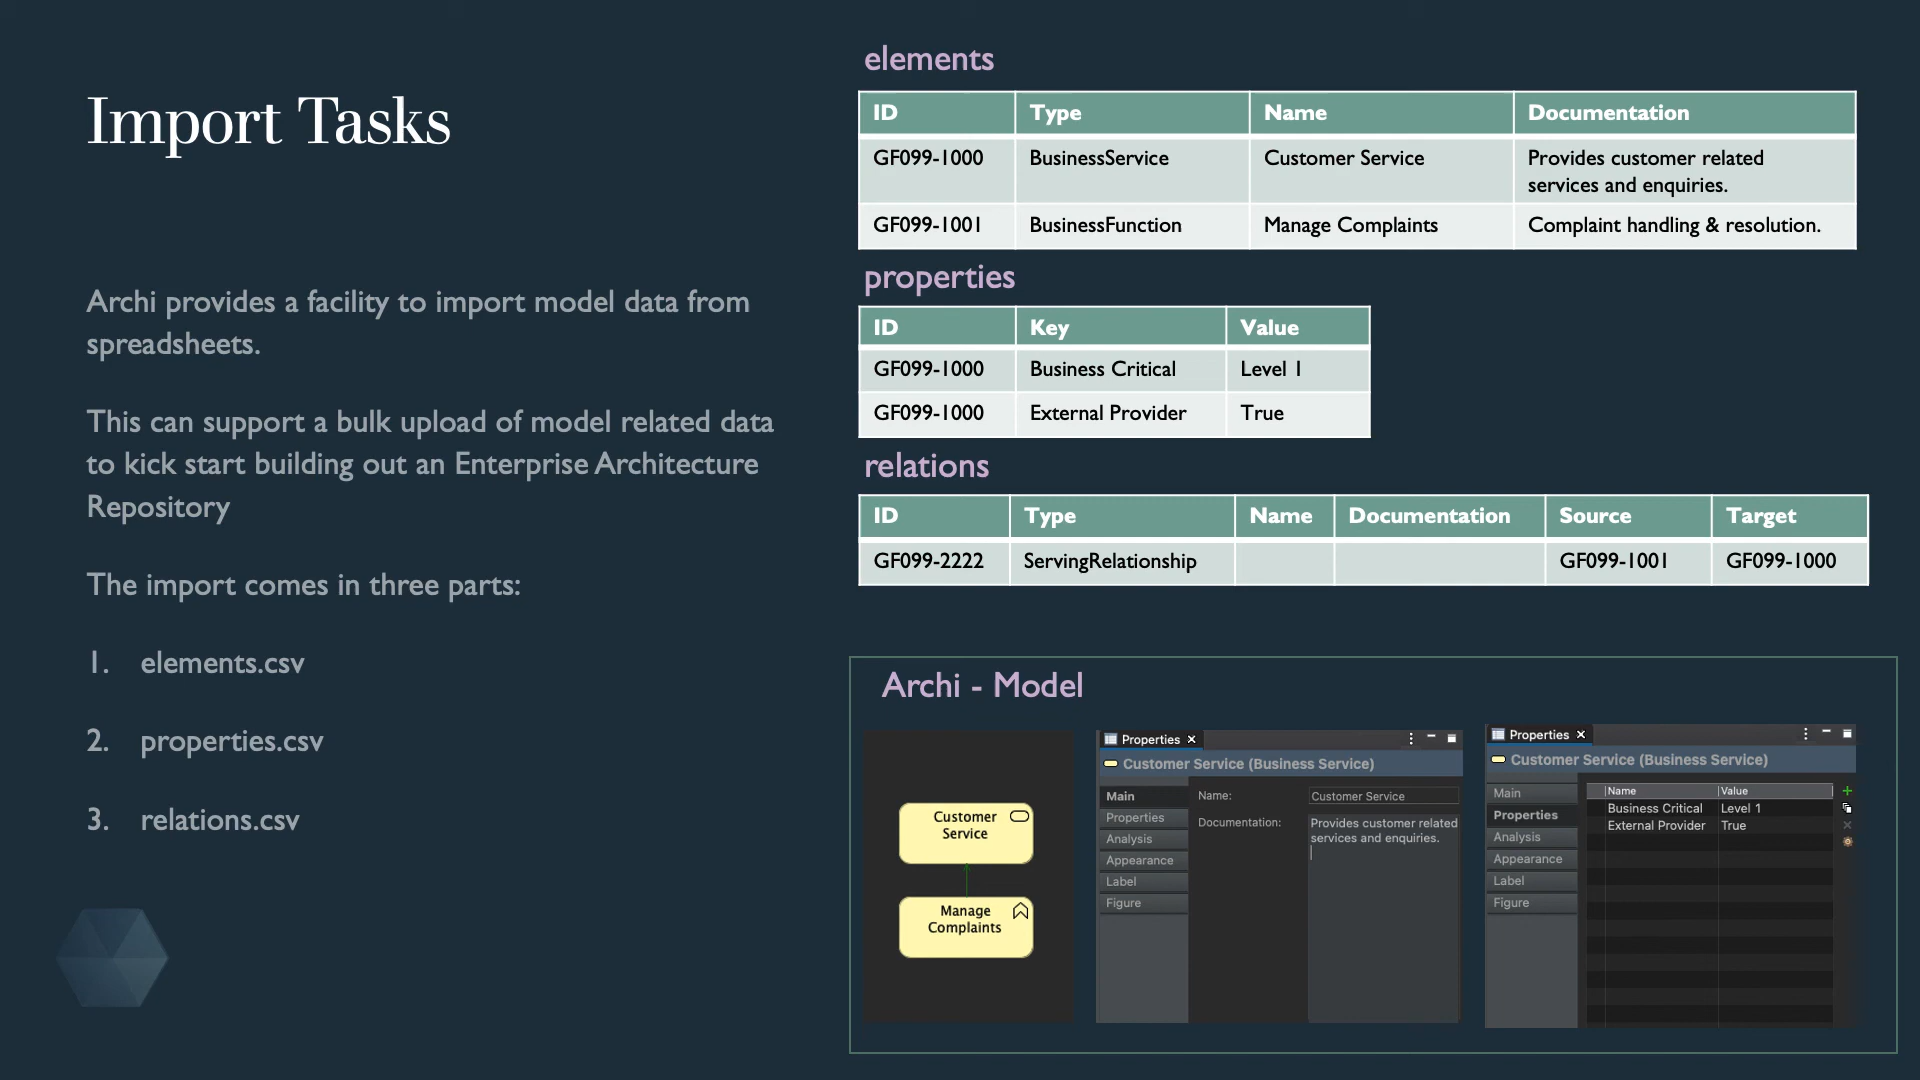 Import Tasks
Archi provides a facility to import model data from
spreadsheets.
This can support a bulk upload of model related data
to kick start building out an Enterprise Architecture
Repository
The import comes in three parts:
1. elements.csv
2. properties.csv
3. relations.csv
elements
ID Type Name Documentation
GF099-1000 BusinessService Customer Service Provides customer related
services and enquiries.
GF099-1001 BusinessFunction Manage Complaints Complaint handling & resolution.
properties
ID Key Value
GF099-1000 Business Critical Level 1
GF099-1000 External Provider True
relations
ID Type Name Documentation Source Target
GF099-2222 ServingRelationship GF099-1001 GF099-1000
Archi - Model
Customer
Service
Manage
Complaints
Properties
Customer Service (Business Service)
Main
Properties
Analysis
Appearance
Label
Figure
Name: Customer Service
Documentation: Provides customer related
services and enquiries.
Properties
Customer Service (Business Service)
Main
Properties
Analysis
Appearance
Label
Figure
Name Value
Business Critical Level 1
External Provider True